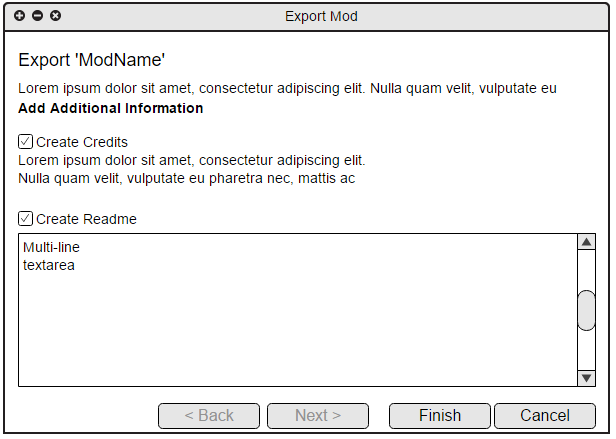 Export Mod
Export 'ModName'
Lorem ipsum dolor sit amet, consectetur adipiscing elit. Nulla quam velit, vulputate eu
Add Additional Information
Create Credits
Lorem ipsum dolor sit amet, consectetur adipiscing elit.
Nulla quam velit, vulputate eu pharetra nec, mattis ac
Create Readme
Multi-line
textarea
< Back
Next >
Finish
Cancel